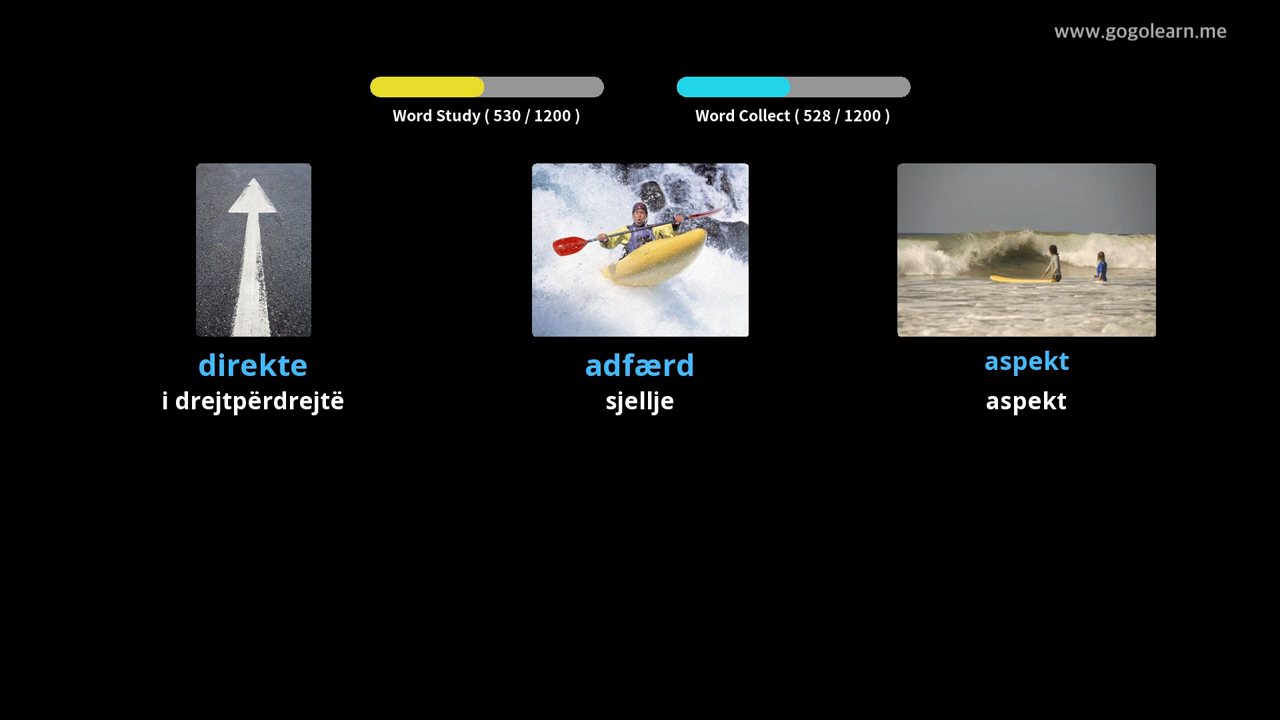 www.gogolearn.me
Word Study ( 530 / 1200 )
Word Collect ( 528 / 1200 )
direkte
i drejtpërdrejtë
adfærd
sjellje
aspekt
aspekt